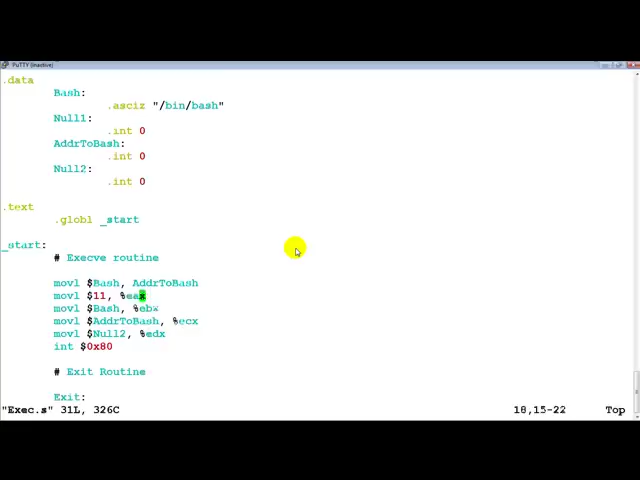 PuTTY (inactive)
.data
Bash:
.asciz "/bin/bash"
Null1:
.int 0
AddrToBash:
.int 0
Null2:
.int 0
.text
.globl _start
_start:
# Execve routine
movl $Bash, AddrToBash
movl $11, %eax
movl $Bash, %ebx
movl $AddrToBash, %ecx
movl $Null2, %edx
int $0x80
# Exit Routine
Exit:
"Exec.s" 31L, 326C 18,15-22 Top